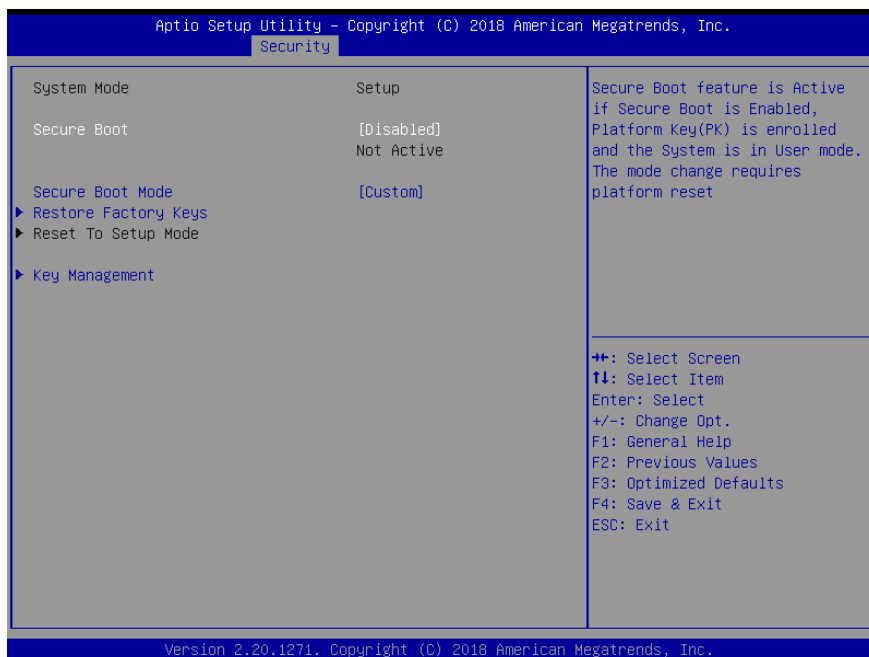 Aptio Setup Utility – Copyright (C) 2018 American Megatrends, Inc.
Security
System Mode Setup
Secure Boot [Disabled]
Not Active
Secure Boot Mode [Custom]
Restore Factory Keys
Reset To Setup Mode
Key Management
Secure Boot feature is Active
if Secure Boot is Enabled,
Platform Key(PK) is enrolled
and the System is in User mode.
The mode change requires
platform reset
→←: Select Screen
↑↓: Select Item
Enter: Select
+/-: Change Opt.
F1: General Help
F2: Previous Values
F3: Optimized Defaults
F4: Save & Exit
ESC: Exit
Version 2.20.1271. Copyright (C) 2018 American Megatrends, Inc.